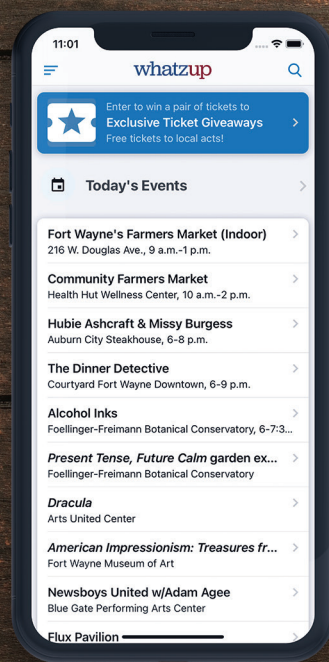 11:01
whatzup
Enter to win a pair of tickets to
Exclusive Ticket Giveaways
Free tickets to local acts!
Today's Events
Fort Wayne's Farmers Market (Indoor)
216 W. Douglas Ave., 9 a.m.-1 p.m.
Community Farmers Market
Health Hut Wellness Center, 10 a.m.-2 p.m.
Hubie Ashcraft & Missy Burgess
Auburn City Steakhouse, 6-8 p.m.
The Dinner Detective
Courtyard Fort Wayne Downtown, 6-9 p.m.
Alcohol Inks
Foellinger-Freimann Botanical Conservatory, 6-7:3...
Present Tense, Future Calm garden ex...
Foellinger-Freimann Botanical Conservatory
Dracula
Arts United Center
American Impressionism: Treasures fr...
Fort Wayne Museum of Art
Newsboys United w/Adam Agee
Blue Gate Performing Arts Center
Flux Pavilion